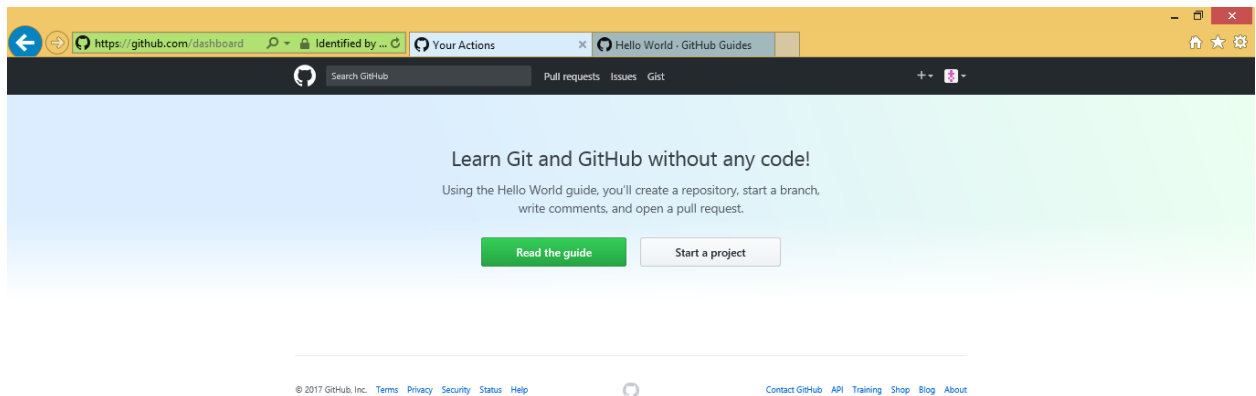 https://github.com/dashboard Identified by ... Your Actions Hello World - GitHub Guides
Search GitHub Pull requests Issues Gist
Learn Git and GitHub without any code!
Using the Hello World guide, you'll create a repository, start a branch,
write comments, and open a pull request.
Read the guide Start a project
© 2017 GitHub, Inc. Terms Privacy Security Status Help Contact GitHub API Training Shop Blog About